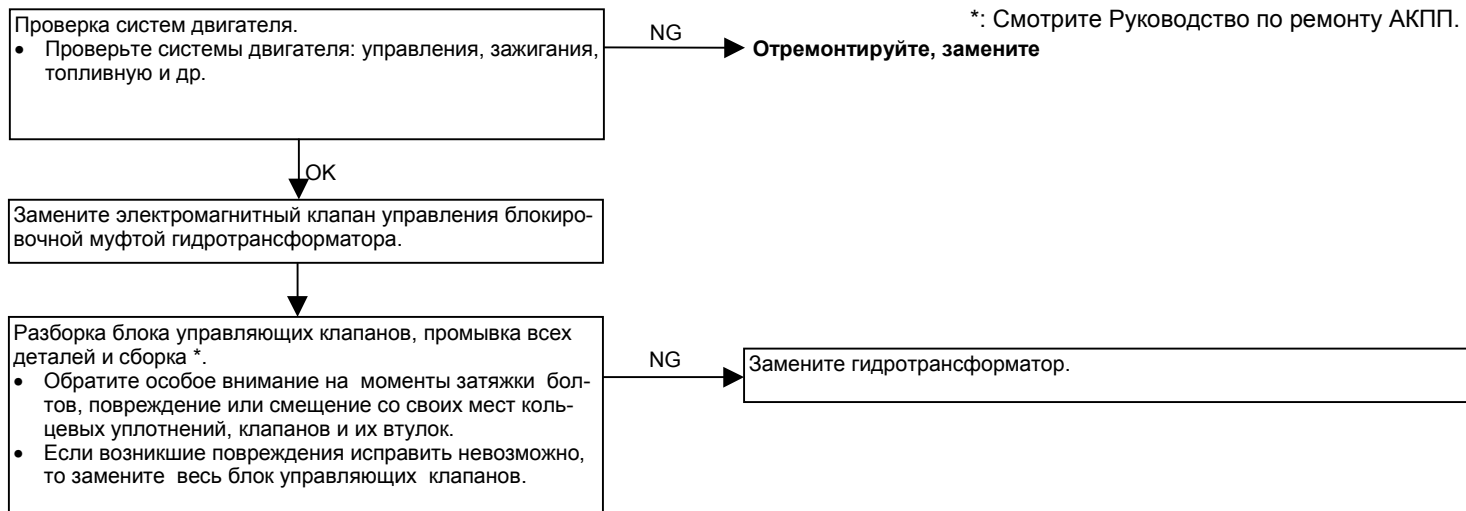 *: Смотрите Руководство по ремонту АКПП.
Проверка систем двигателя.
• Проверьте системы двигателя: управления, зажигания,
топливную и др.
NG
Отремонтируйте, замените
OK
Замените электромагнитный клапан управления блокиро-
вочной муфтой гидротрансформатора.
Разборка блока управляющих клапанов, промывка всех
деталей и сборка *.
• Обратите особое внимание на моменты затяжки бол-
тов, повреждение или смещение со своих мест коль-
цевых уплотнений, клапанов и их втулок.
• Если возникшие повреждения исправить невозможно,
то замените весь блок управляющих клапанов.
NG
Замените гидротрансформатор.